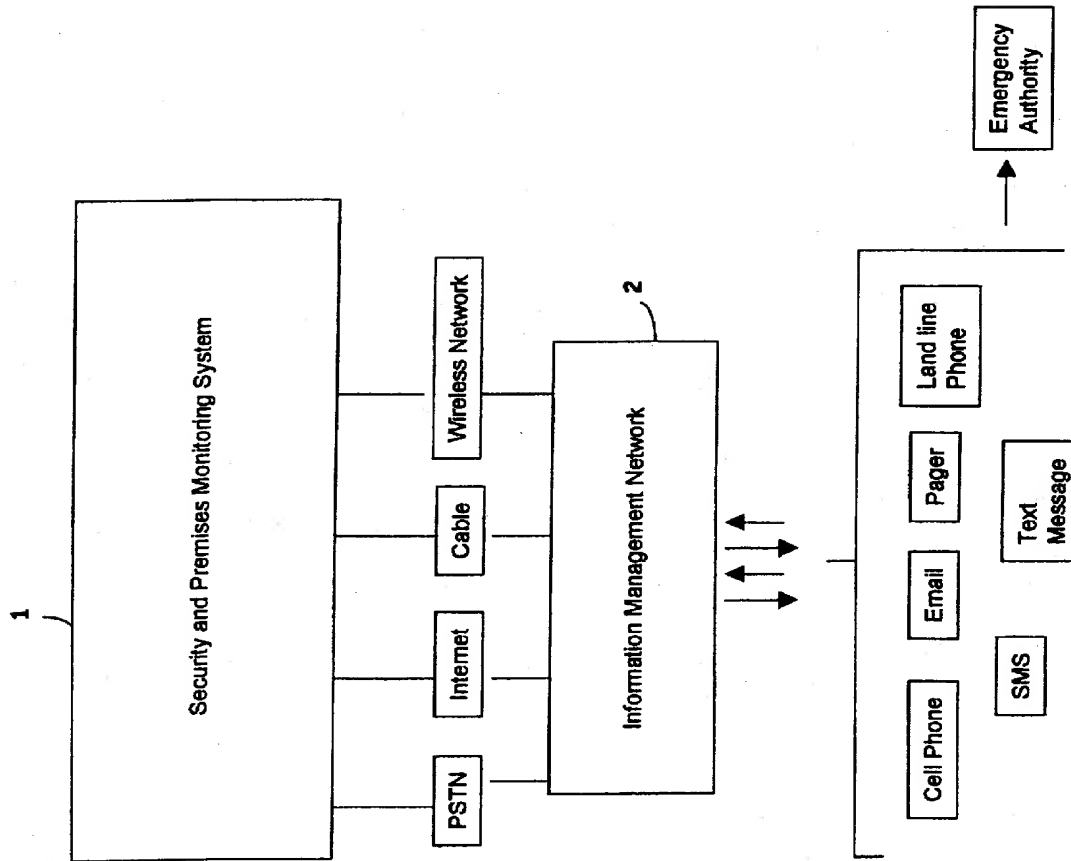 1
Security and Premises Monitoring System
PSTN
Internet
Cable
Wireless Network
2
Information Management Network
Cell Phone
Email
Pager
Land line
Phone
SMS
Text
Message
Emergency
Authority